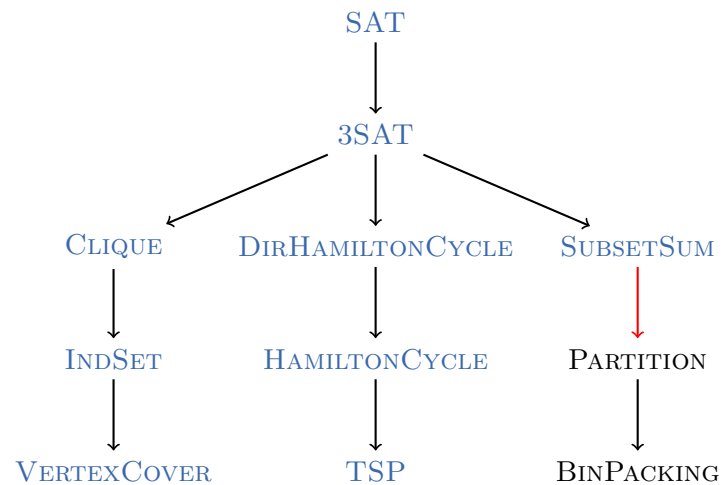 SAT
3SAT
CLIQUE DIRHAMILTONCYCLE SUBSETSUM
INDSET HAMILTONCYCLE PARTITION
VERTEXCOVER TSP BINPACKING